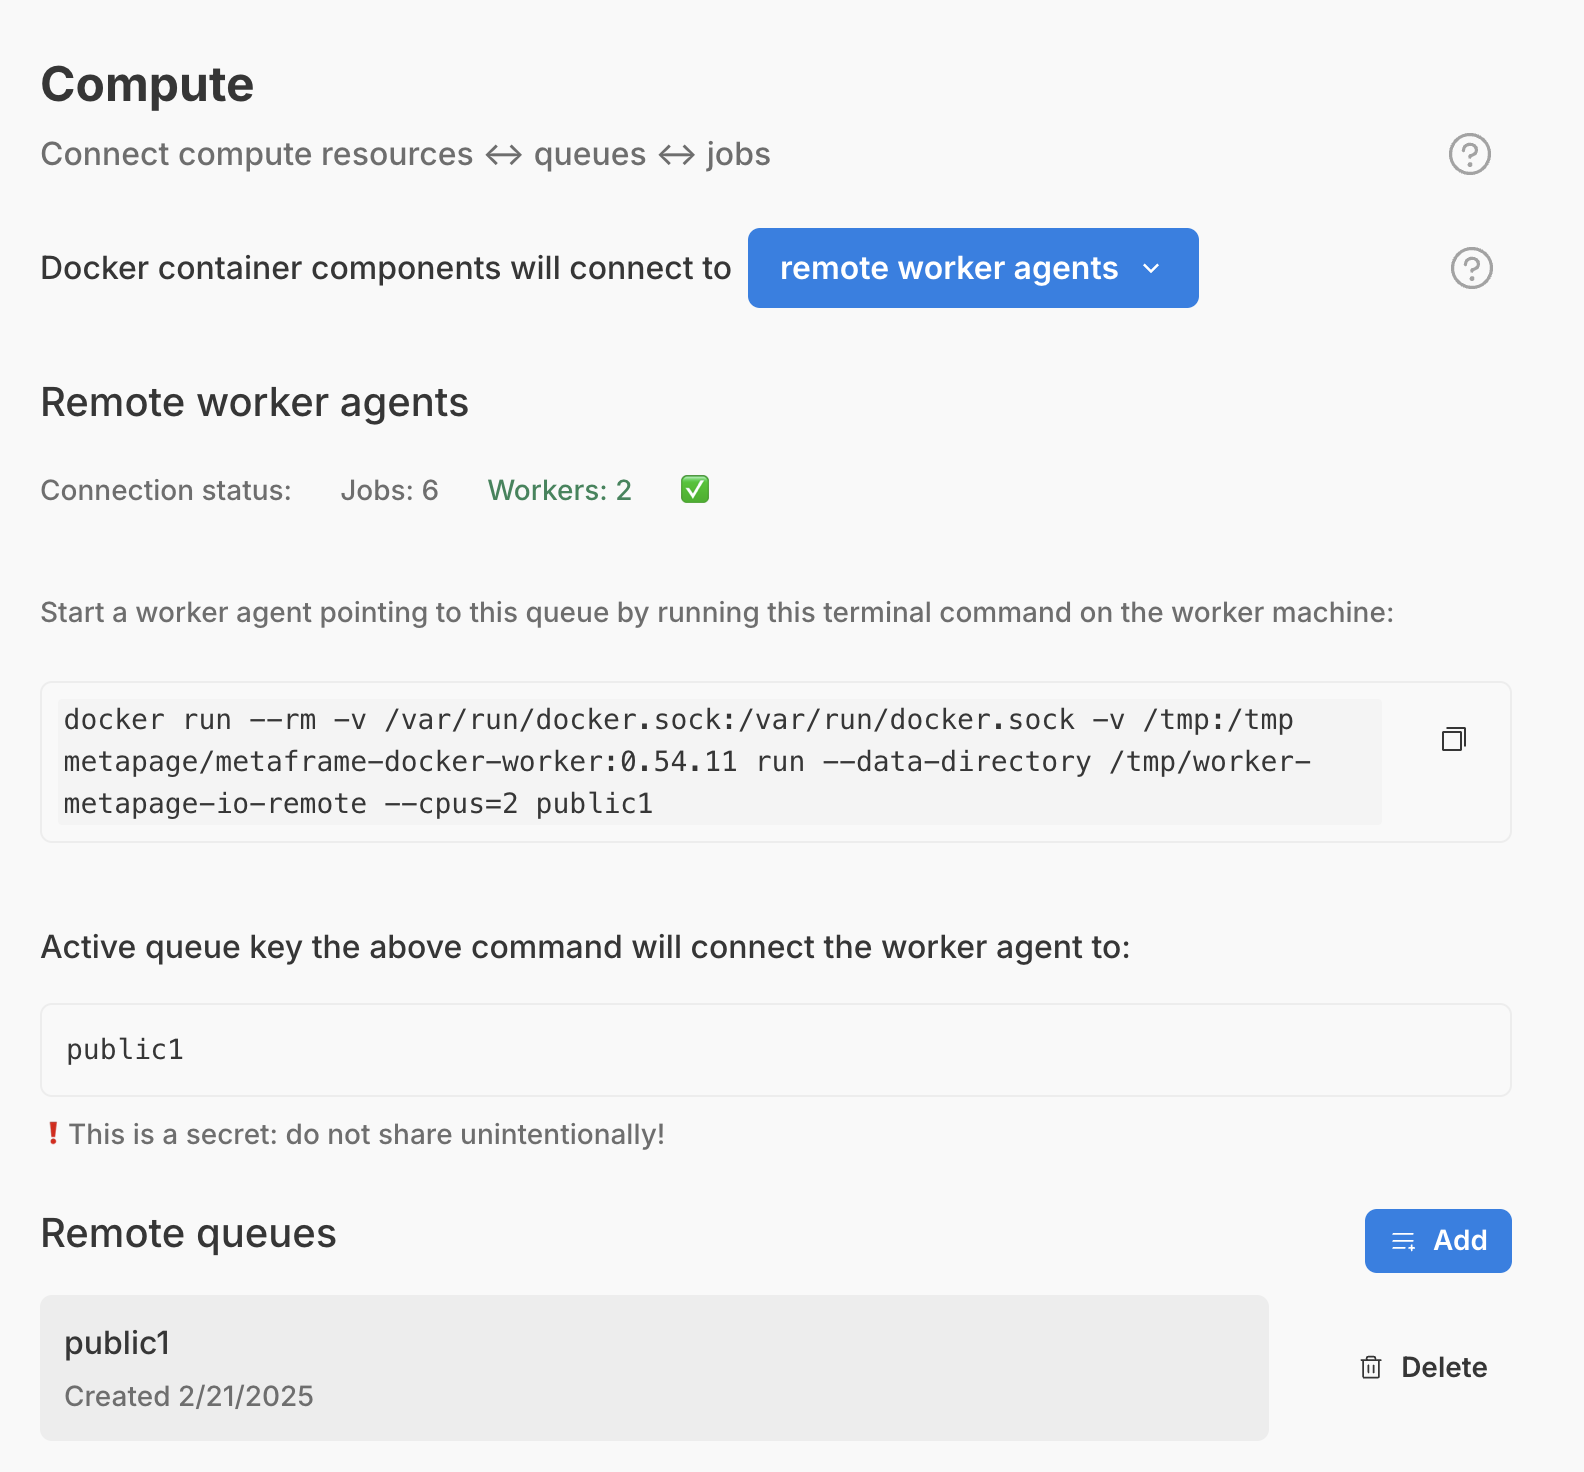 Compute
Connect compute resources ↔ queues ↔ jobs
Docker container components will connect to remote worker agents
Remote worker agents
Connection status: Jobs: 6 Workers: 2 ✅
Start a worker agent pointing to this queue by running this terminal command on the worker machine:
docker run --rm -v /var/run/docker.sock:/var/run/docker.sock -v /tmp:/tmp
metapage/metaframe-docker-worker:0.54.11 run --data-directory /tmp/worker-
metapage-io-remote --cpus=2 public1
Active queue key the above command will connect the worker agent to:
public1
❗ This is a secret: do not share unintentionally!
Remote queues
Add
public1
Created 2/21/2025
Delete